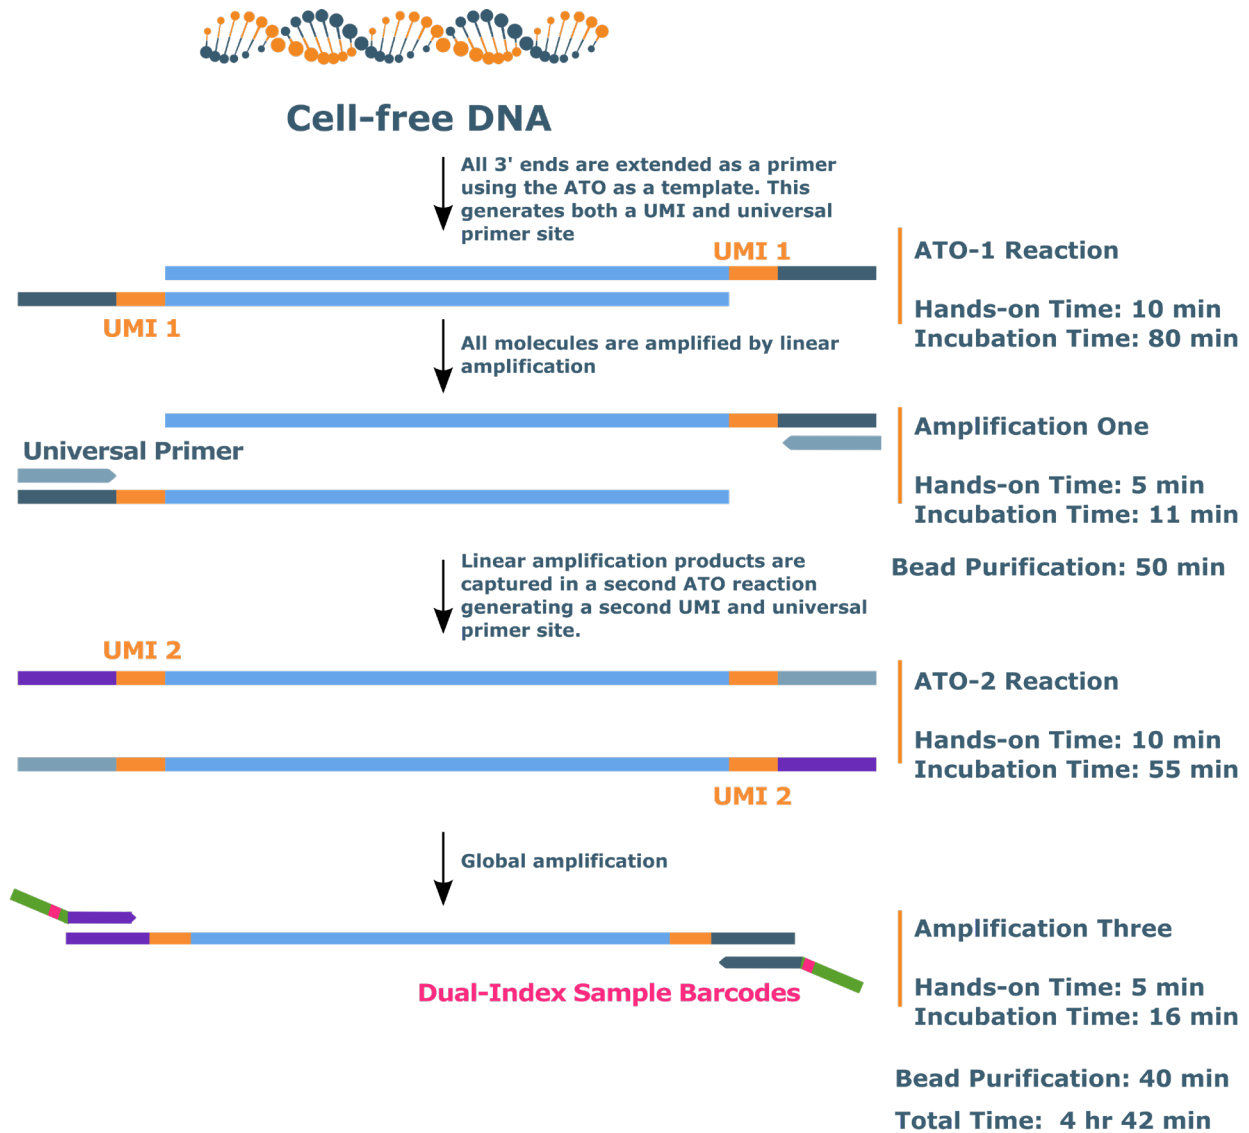 Cell-free DNA
All 3' ends are extended as a primer
using the ATO as a template. This
generates both a UMI and universal
primer site
UMI 1
UMI 1
ATO-1 Reaction
Hands-on Time: 10 min
Incubation Time: 80 min
All molecules are amplified by linear
amplification
Universal Primer
Amplification One
Hands-on Time: 5 min
Incubation Time: 11 min
Bead Purification: 50 min
Linear amplification products are
captured in a second ATO reaction
generating a second UMI and universal
primer site.
UMI 2
UMI 2
ATO-2 Reaction
Hands-on Time: 10 min
Incubation Time: 55 min
Global amplification
Dual-Index Sample Barcodes
Amplification Three
Hands-on Time: 5 min
Incubation Time: 16 min
Bead Purification: 40 min
Total Time: 4 hr 42 min